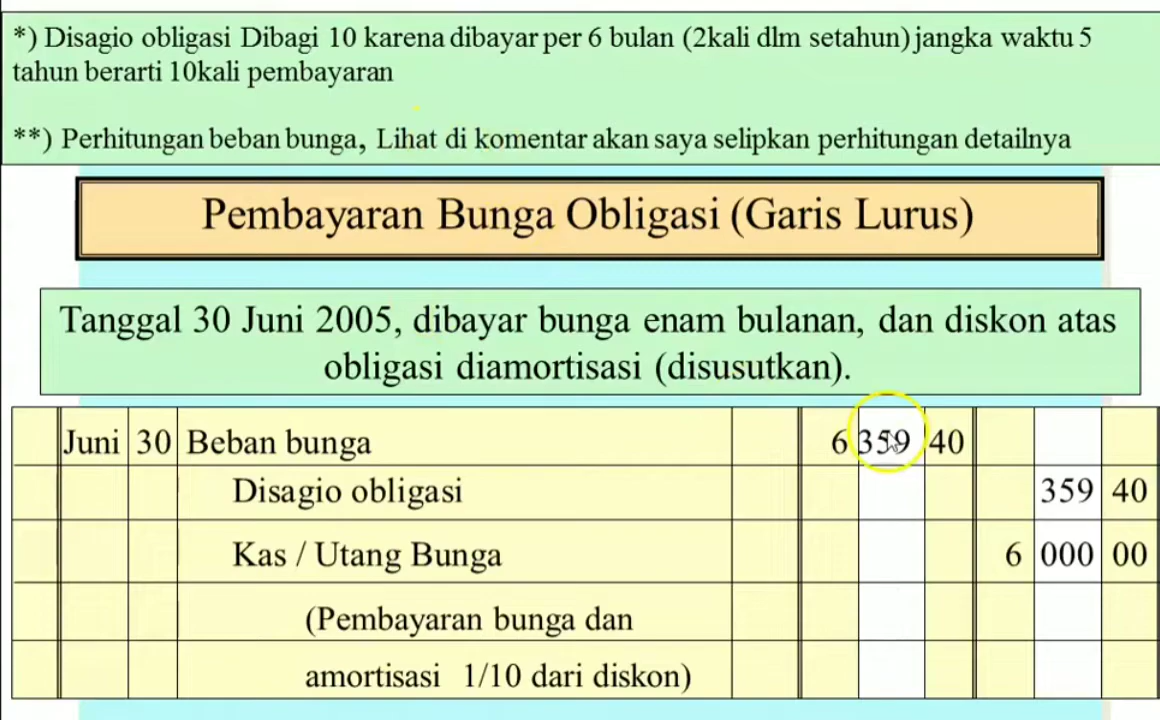 *) Disagio obligasi Dibagi 10 karena dibayar per 6 bulan (2kali dlm setahun) jangka waktu 5
tahun berarti 10kali pembayaran
**) Perhitungan beban bunga, Lihat di komentar akan saya selipkan perhitungan detailnya
Pembayaran Bunga Obligasi (Garis Lurus)
Tanggal 30 Juni 2005, dibayar bunga enam bulanan, dan diskon atas
obligasi diamortisasi (disusutkan).
Juni 30 Beban bunga 6 359 40
Disagio obligasi 359 40
Kas / Utang Bunga 6 000 00
(Pembayaran bunga dan
amortisasi 1/10 dari diskon)